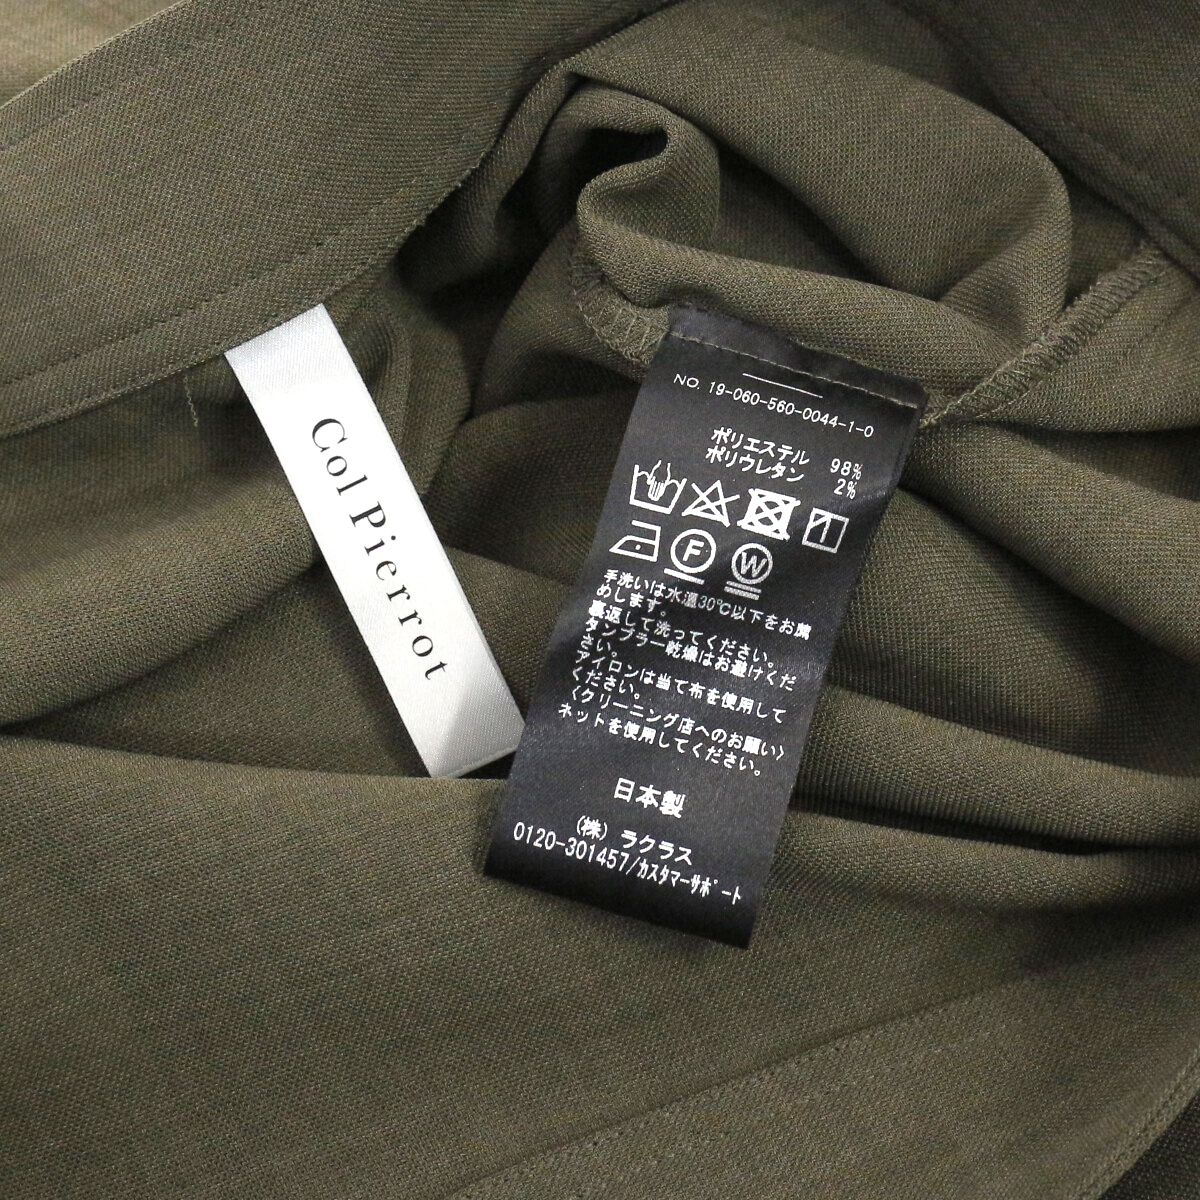 Col Pierrot
NO. 19-060-560-0044-1-0
ポリエステル 98%
ポリウレタン 2%
F W
手洗いは水温30℃以下をお薦
めします。
裏返して洗ってください。
タンブラー乾燥はお避けくだ
さい。
アイロンは当て布を使用して
ください。
〈クリーニング店へのお願い〉
ネットを使用してください。
日本製
(株) ラクラス
0120-301457/カスタマーサポート